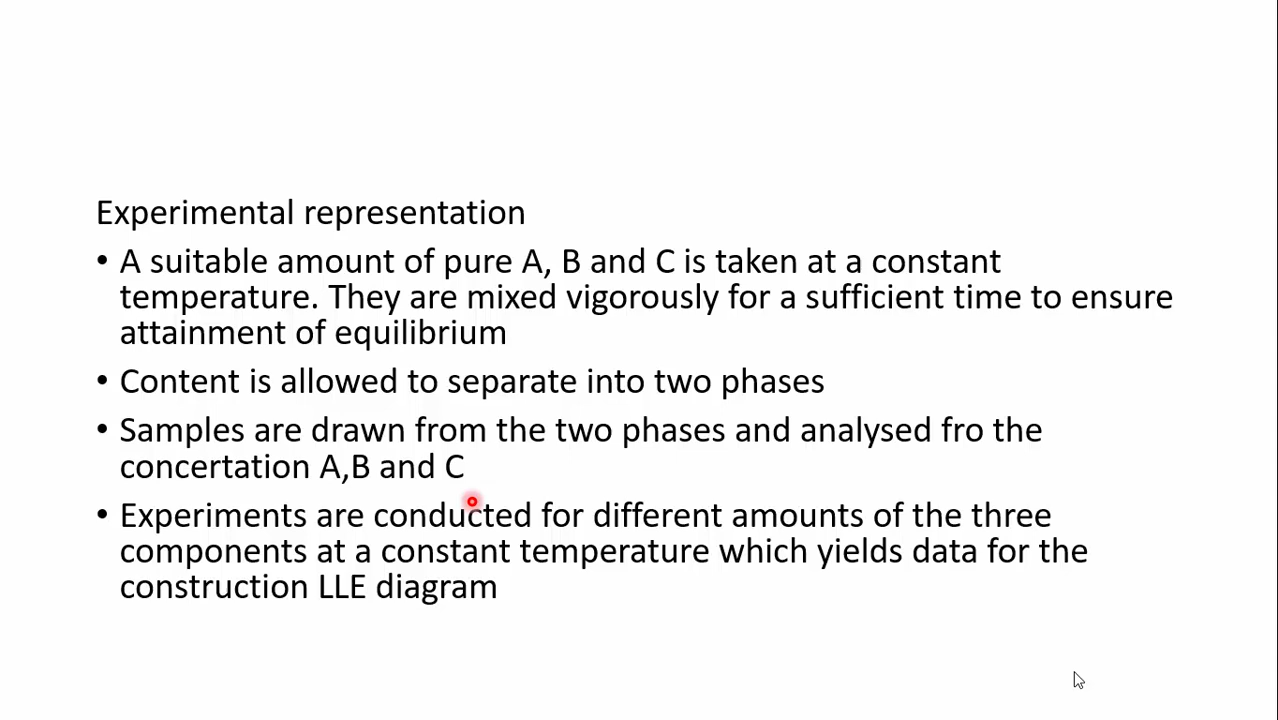 Experimental representation
• A suitable amount of pure A, B and C is taken at a constant
temperature. They are mixed vigorously for a sufficient time to ensure
attainment of equilibrium
• Content is allowed to separate into two phases
• Samples are drawn from the two phases and analysed fro the
concertation A,B and C
• Experiments are conducted for different amounts of the three
components at a constant temperature which yields data for the
construction LLE diagram